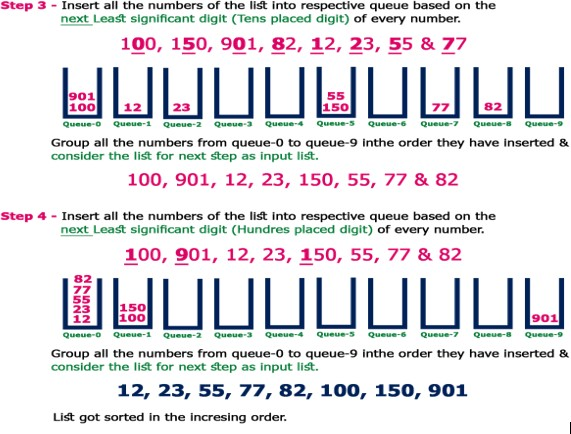 Step 3 - Insert all the numbers of the list into respective queue based on the
next Least significant digit (Tens placed digit) of every number.
100, 150, 901, 82, 12, 23, 55 & 77
901 55
100 12 23 150 77 82
Queue-0 Queue-1 Queue-2 Queue-3 Queue-4 Queue-5 Queue-6 Queue-7 Queue-8 Queue-9
Group all the numbers from queue-0 to queue-9 inthe order they have inserted &
consider the list for next step as input list.
100, 901, 12, 23, 150, 55, 77 & 82
Step 4 - Insert all the numbers of the list into respective queue based on the
next Least significant digit (Hundres placed digit) of every number.
100, 901, 12, 23, 150, 55, 77 & 82
82
77
55
23 150
12 100 901
Queue-0 Queue-1 Queue-2 Queue-3 Queue-4 Queue-5 Queue-6 Queue-7 Queue-8 Queue-9
Group all the numbers from queue-0 to queue-9 inthe order they have inserted &
consider the list for next step as input list.
12, 23, 55, 77, 82, 100, 150, 901
List got sorted in the incresing order.